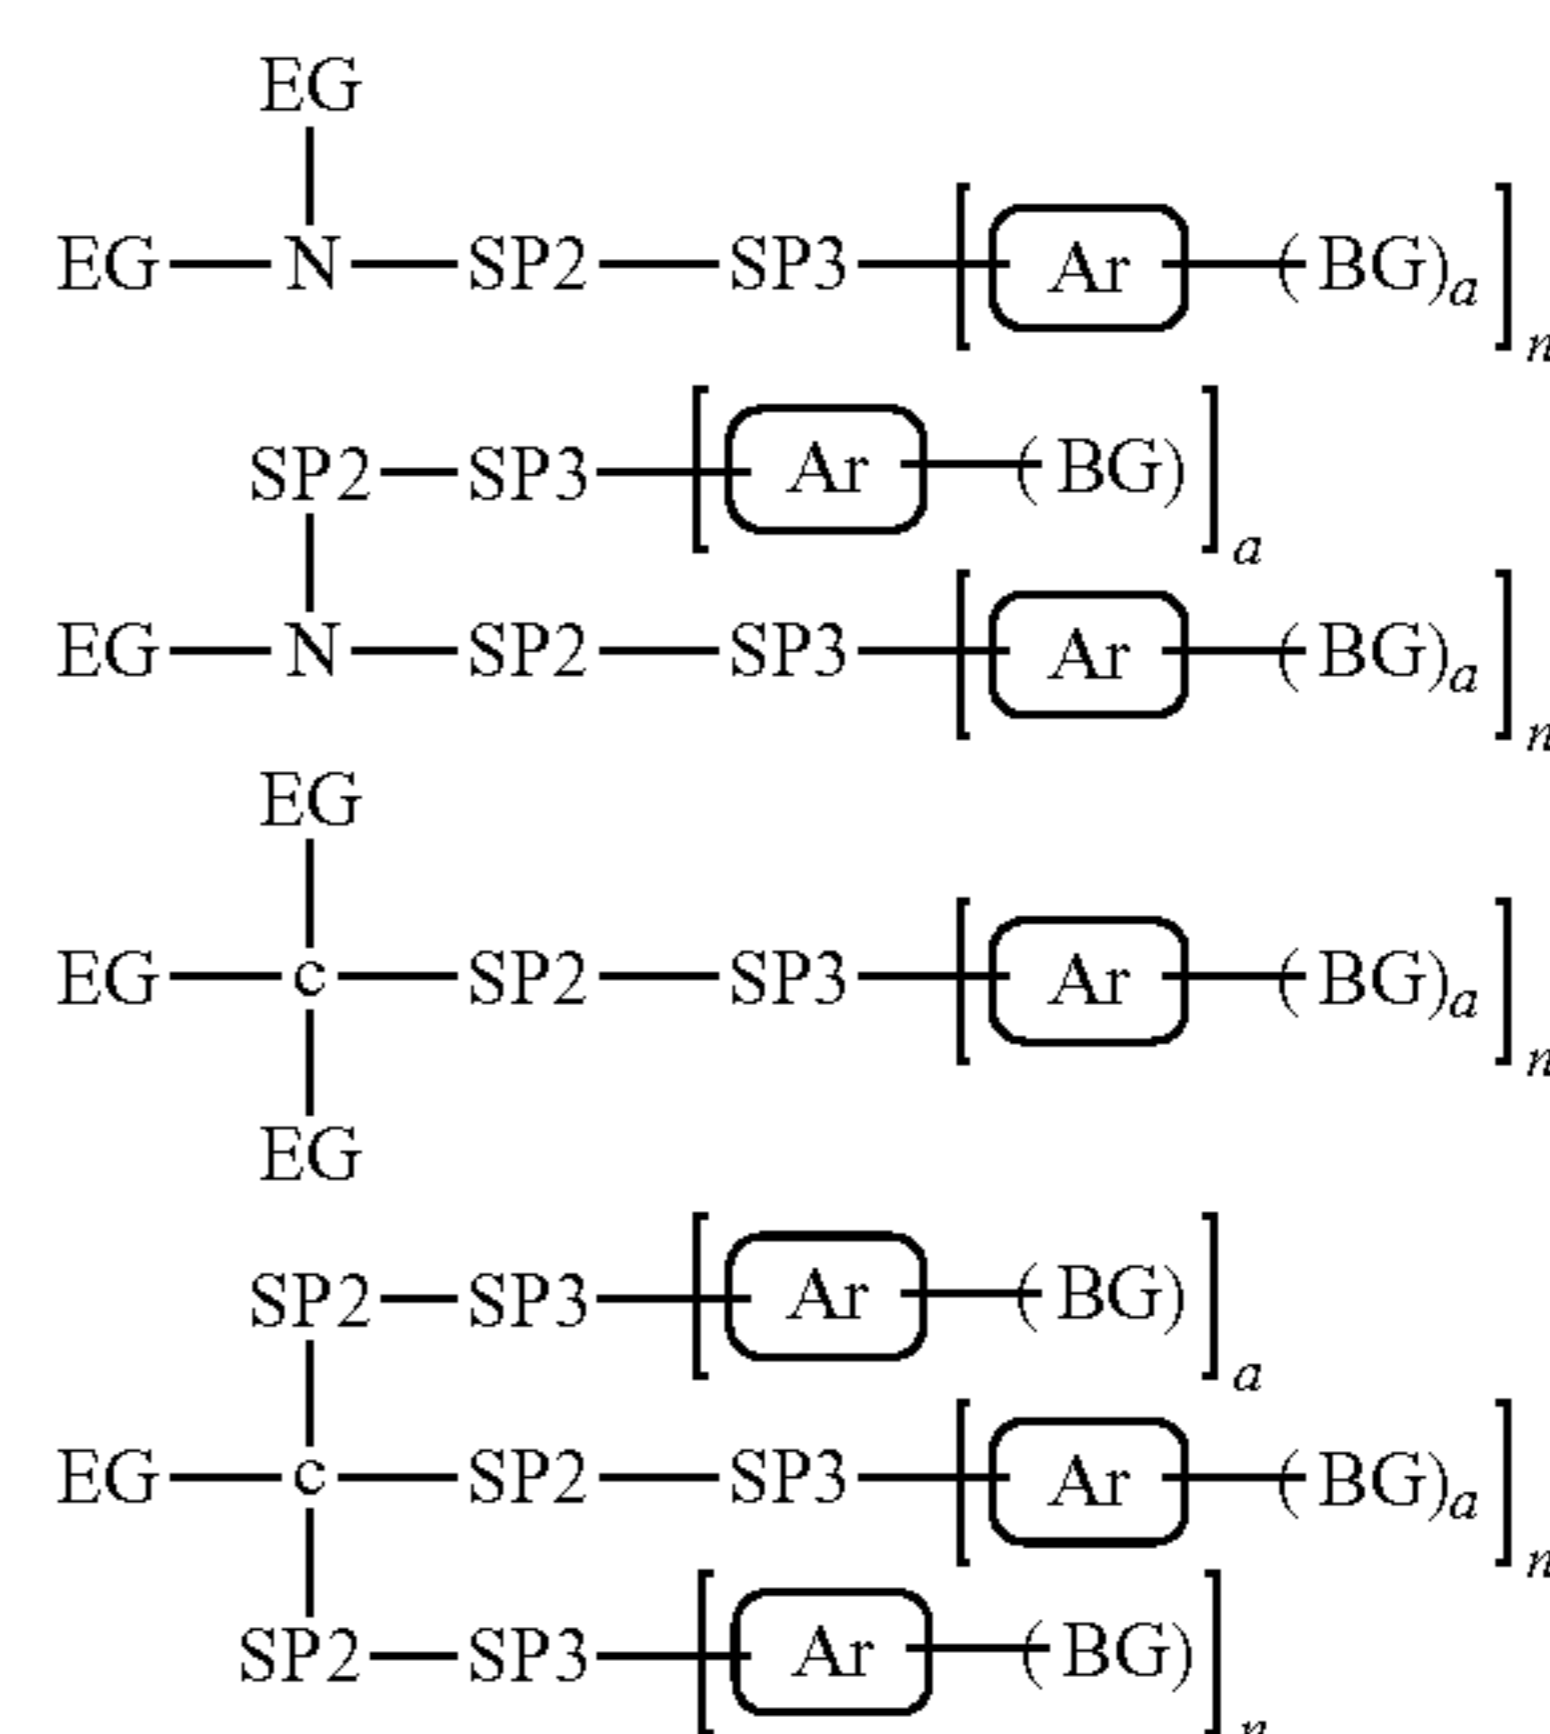 EG
EG—N—SP2—SP3—[Ar—(BG)a]n
SP2—SP3—[Ar—(BG)]a
EG—N—SP2—SP3—[Ar—(BG)a]n
EG
EG—c—SP2—SP3—[Ar—(BG)a]n
EG
SP2—SP3—[Ar—(BG)]a
EG—c—SP2—SP3—[Ar—(BG)a]n
SP2—SP3—[Ar—(BG)]n